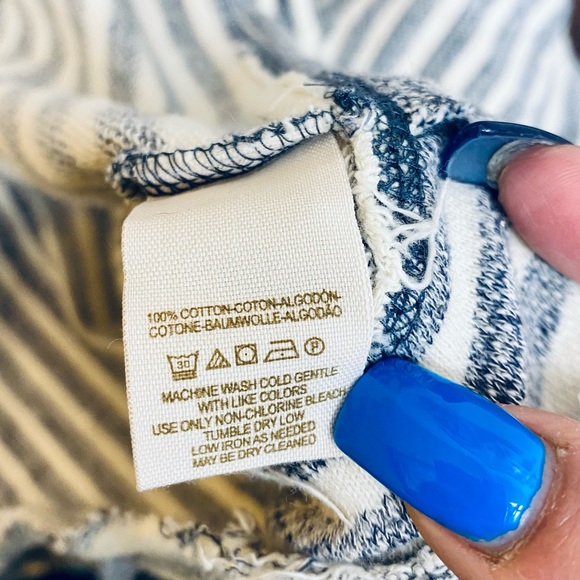 100% COTTON-COTON-ALGODÓN-
COTONE-BAUMWOLLE-ALGODÃO
30 P
MACHINE WASH COLD GENTLE
WITH LIKE COLORS
USE ONLY NON-CHLORINE BLEACH
TUMBLE DRY LOW
LOW IRON AS NEEDED
MAY BE DRY CLEANED